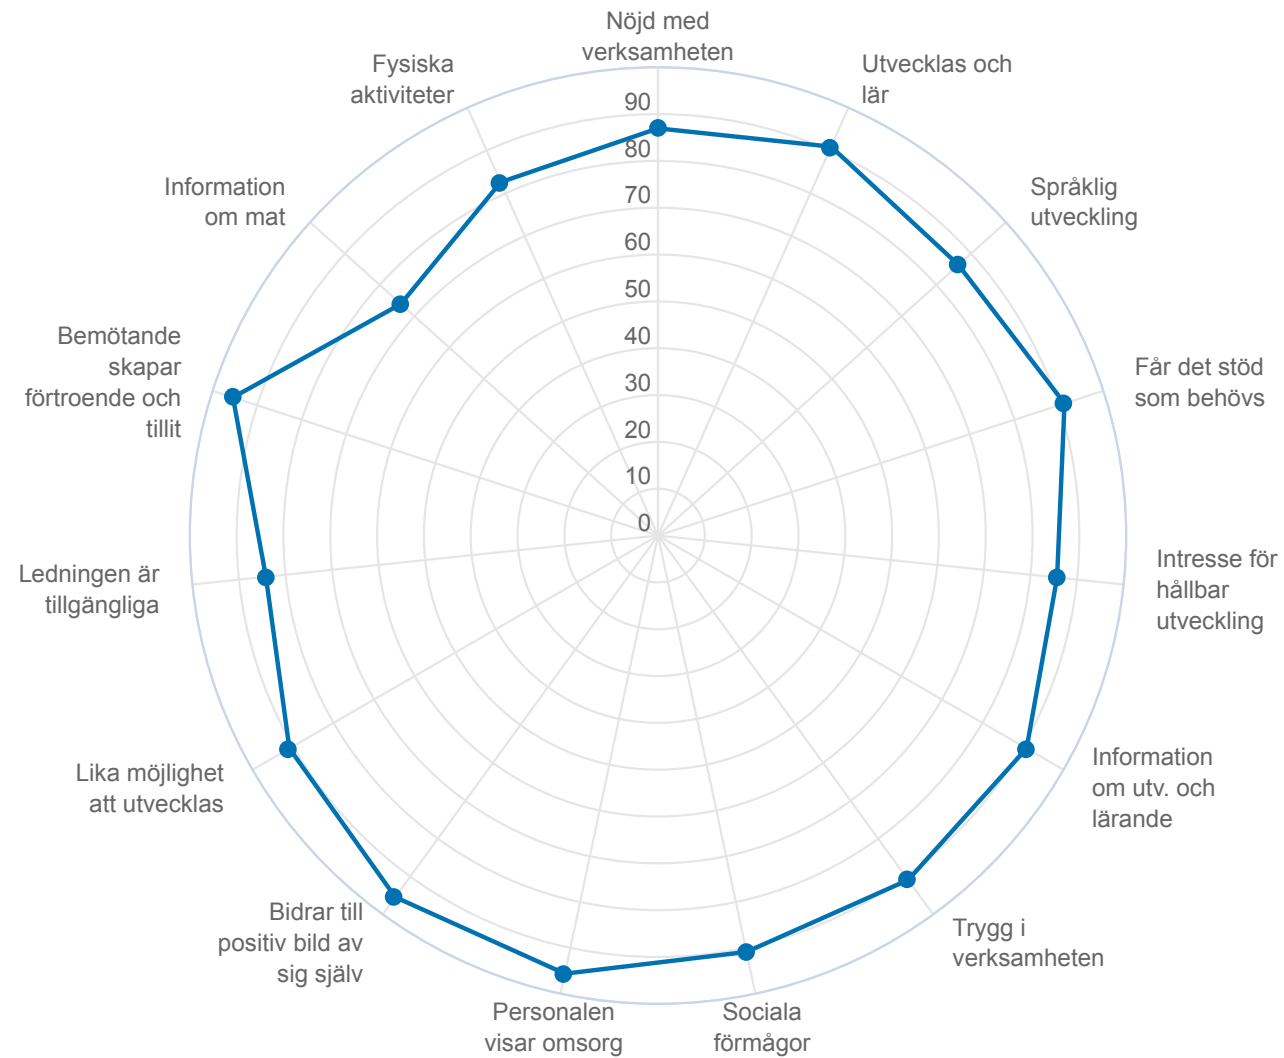 Nöjd med
verksamheten
Utvecklas och
lär
Språklig
utveckling
Får det stöd
som behövs
Intresse för
hållbar
utveckling
Information
om utv. och
lärande
Trygg i
verksamheten
Sociala
förmågor
Personalen
visar omsorg
Bidrar till
positiv bild av
sig själv
Lika möjlighet
att utvecklas
Ledningen är
tillgängliga
Bemötande
skapar
förtroende och
tillit
Information
om mat
Fysiska
aktiviteter
90
80
70
60
50
40
30
20
10
0